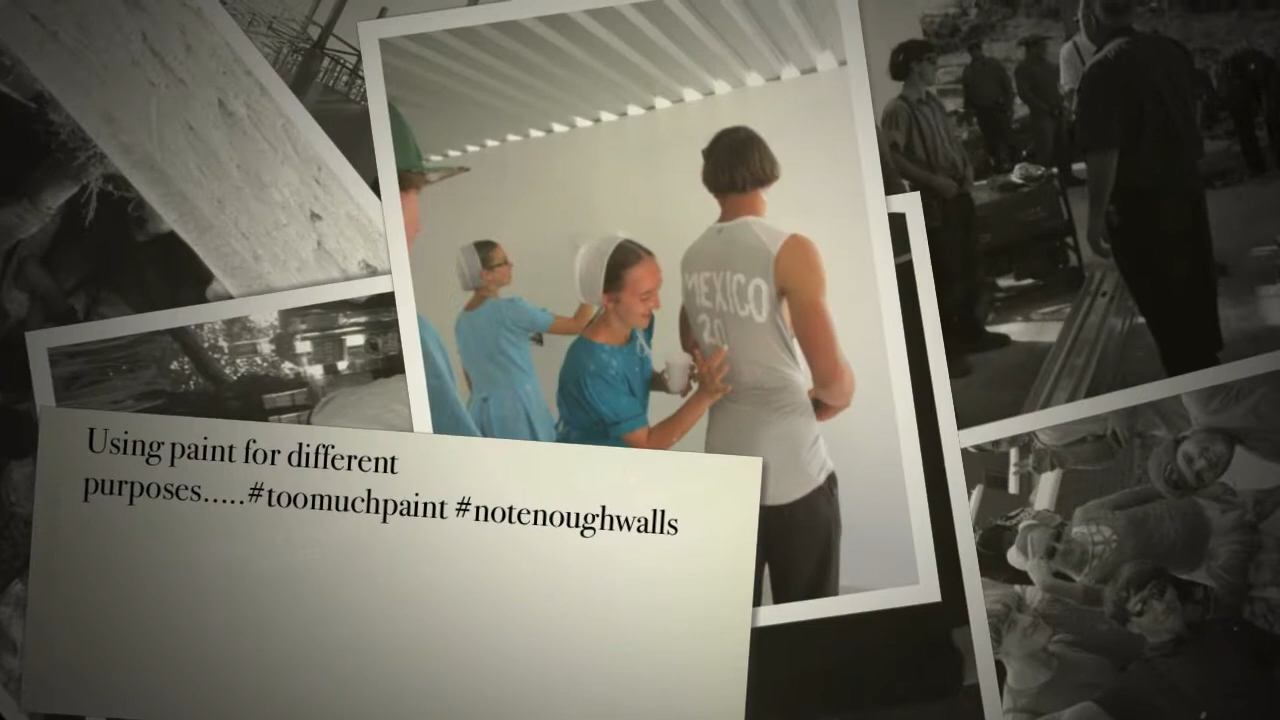 MEXICO
20
Using paint for different
purposes.....#toomuchpaint #notenoughwalls